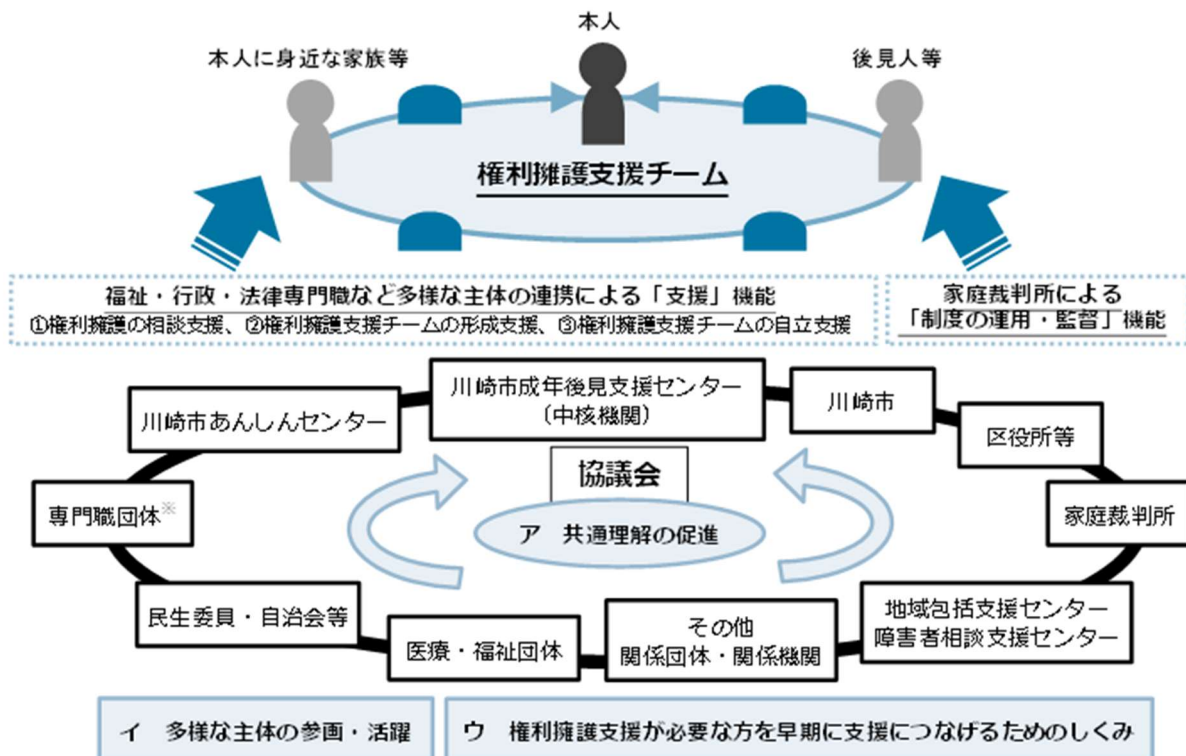 本人
本人に身近な家族等
後見人等
権利擁護支援チーム
福祉・行政・法律専門職など多様な主体の連携による「支援」機能
①権利擁護の相談支援、②権利擁護支援チームの形成支援、③権利擁護支援チームの自立支援
家庭裁判所による
「制度の運用・監督」機能
川崎市成年後見支援センター
（中核機関）
川崎市
川崎市あんしんセンター
区役所等
協議会
専門職団体※
家庭裁判所
ア 共通理解の促進
民生委員・自治会等
地域包括支援センター
障害者相談支援センター
医療・福祉団体
その他
関係団体・関係機関
イ 多様な主体の参画・活躍
ウ 権利擁護支援が必要な方を早期に支援につなげるためのしくみ